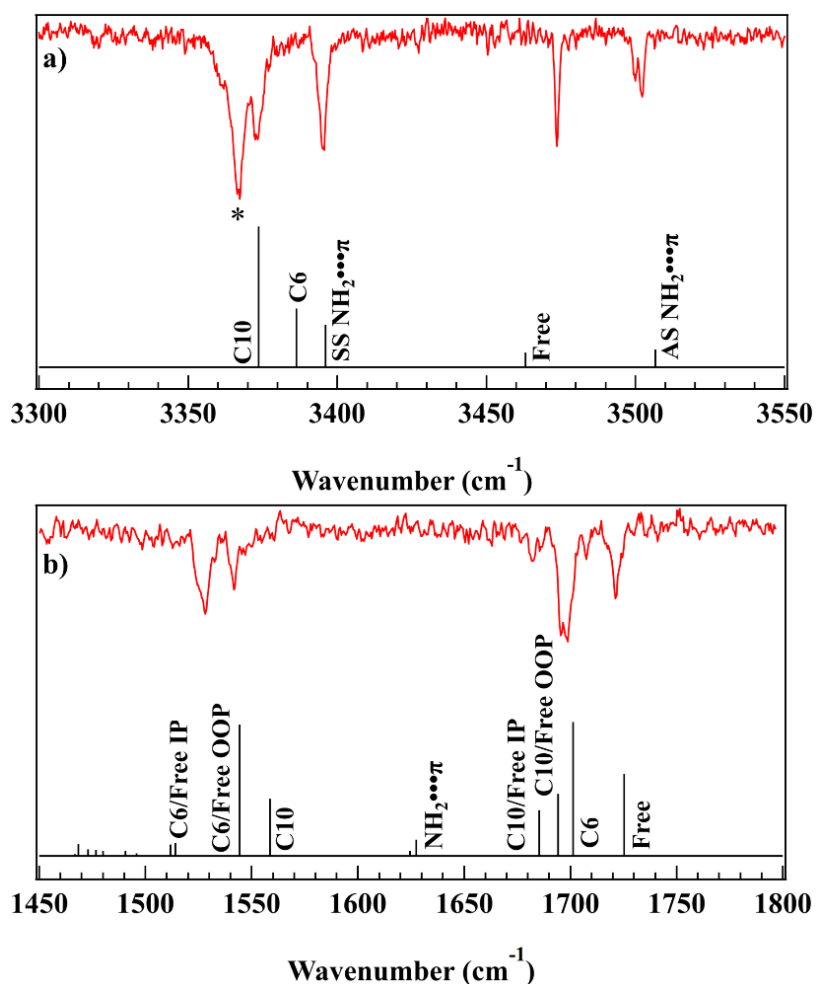 a)
*
C10
C6
SS NH₂•••π
Free
AS NH₂•••π
3300 3350 3400 3450 3500 3550
Wavenumber (cm⁻¹)
b)
C6/Free IP
C6/Free OOP
C10
NH₂•••π
C10/Free IP
C10/Free OOP
C6
Free
1450 1500 1550 1600 1650 1700 1750 1800
Wavenumber (cm⁻¹)